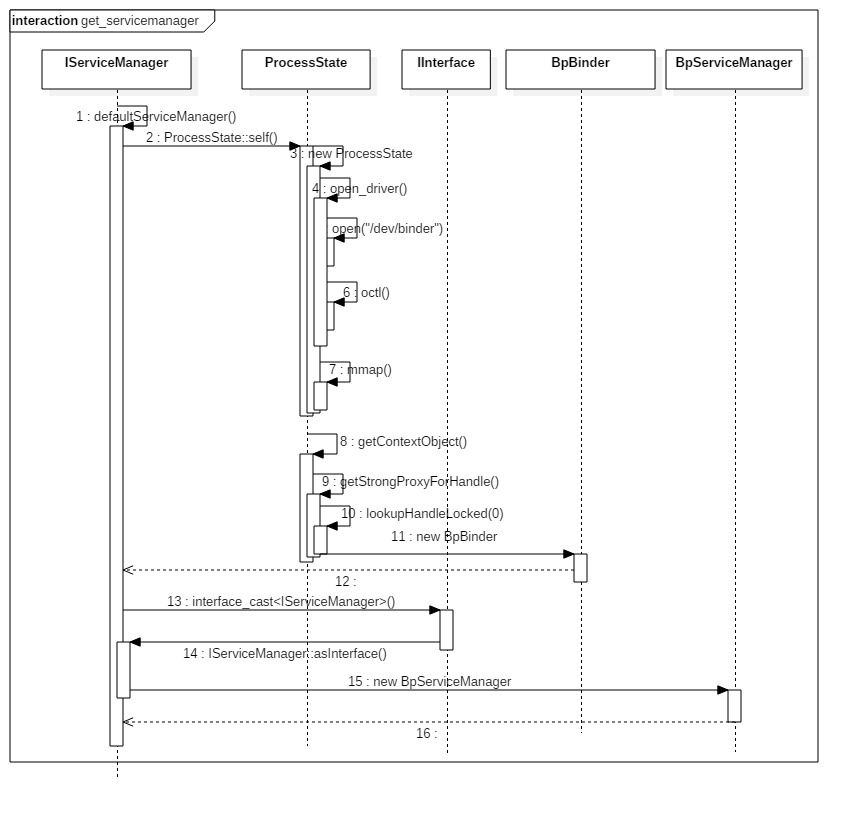 interaction get_servicemanager
IServiceManager
ProcessState
IInterface
BpBinder
BpServiceManager
1 : defaultServiceManager()
2 : ProcessState::self()
3 : new ProcessState
4 : open_driver()
: open("/dev/binder")
6 : octl()
7 : mmap()
8 : getContextObject()
9 : getStrongProxyForHandle()
10 : lookupHandleLocked(0)
11 : new BpBinder
12 :
13 : interface_cast<IServiceManager>()
14 : IServiceManager::asInterface()
15 : new BpServiceManager
16 :